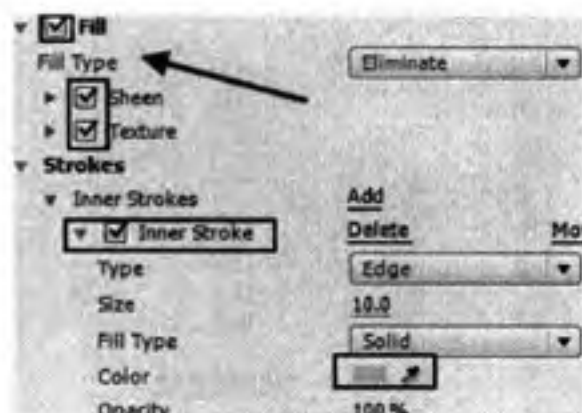 Fill
Fill Type Eliminate
Sheen
Texture
Strokes
Inner Strokes Add
Inner Stroke Delete Mo
Type Edge
Size 10.0
Fill Type Solid
Color
Opacity 100 %